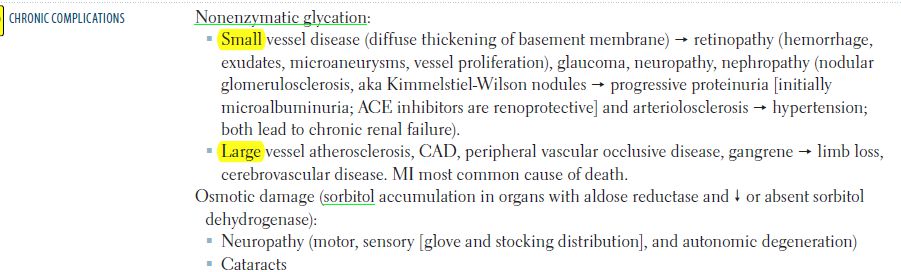 CHRONIC COMPLICATIONS
Nonenzymatic glycation:
▪ Small vessel disease (diffuse thickening of basement membrane) → retinopathy (hemorrhage,
exudates, microaneurysms, vessel proliferation), glaucoma, neuropathy, nephropathy (nodular
glomerulosclerosis, aka Kimmelstiel-Wilson nodules → progressive proteinuria [initially
microalbuminuria; ACE inhibitors are renoprotective] and arteriolosclerosis → hypertension;
both lead to chronic renal failure).
▪ Large vessel atherosclerosis, CAD, peripheral vascular occlusive disease, gangrene → limb loss,
cerebrovascular disease. MI most common cause of death.
Osmotic damage (sorbitol accumulation in organs with aldose reductase and ↓ or absent sorbitol
dehydrogenase):
▪ Neuropathy (motor, sensory [glove and stocking distribution], and autonomic degeneration)
▪ Cataracts